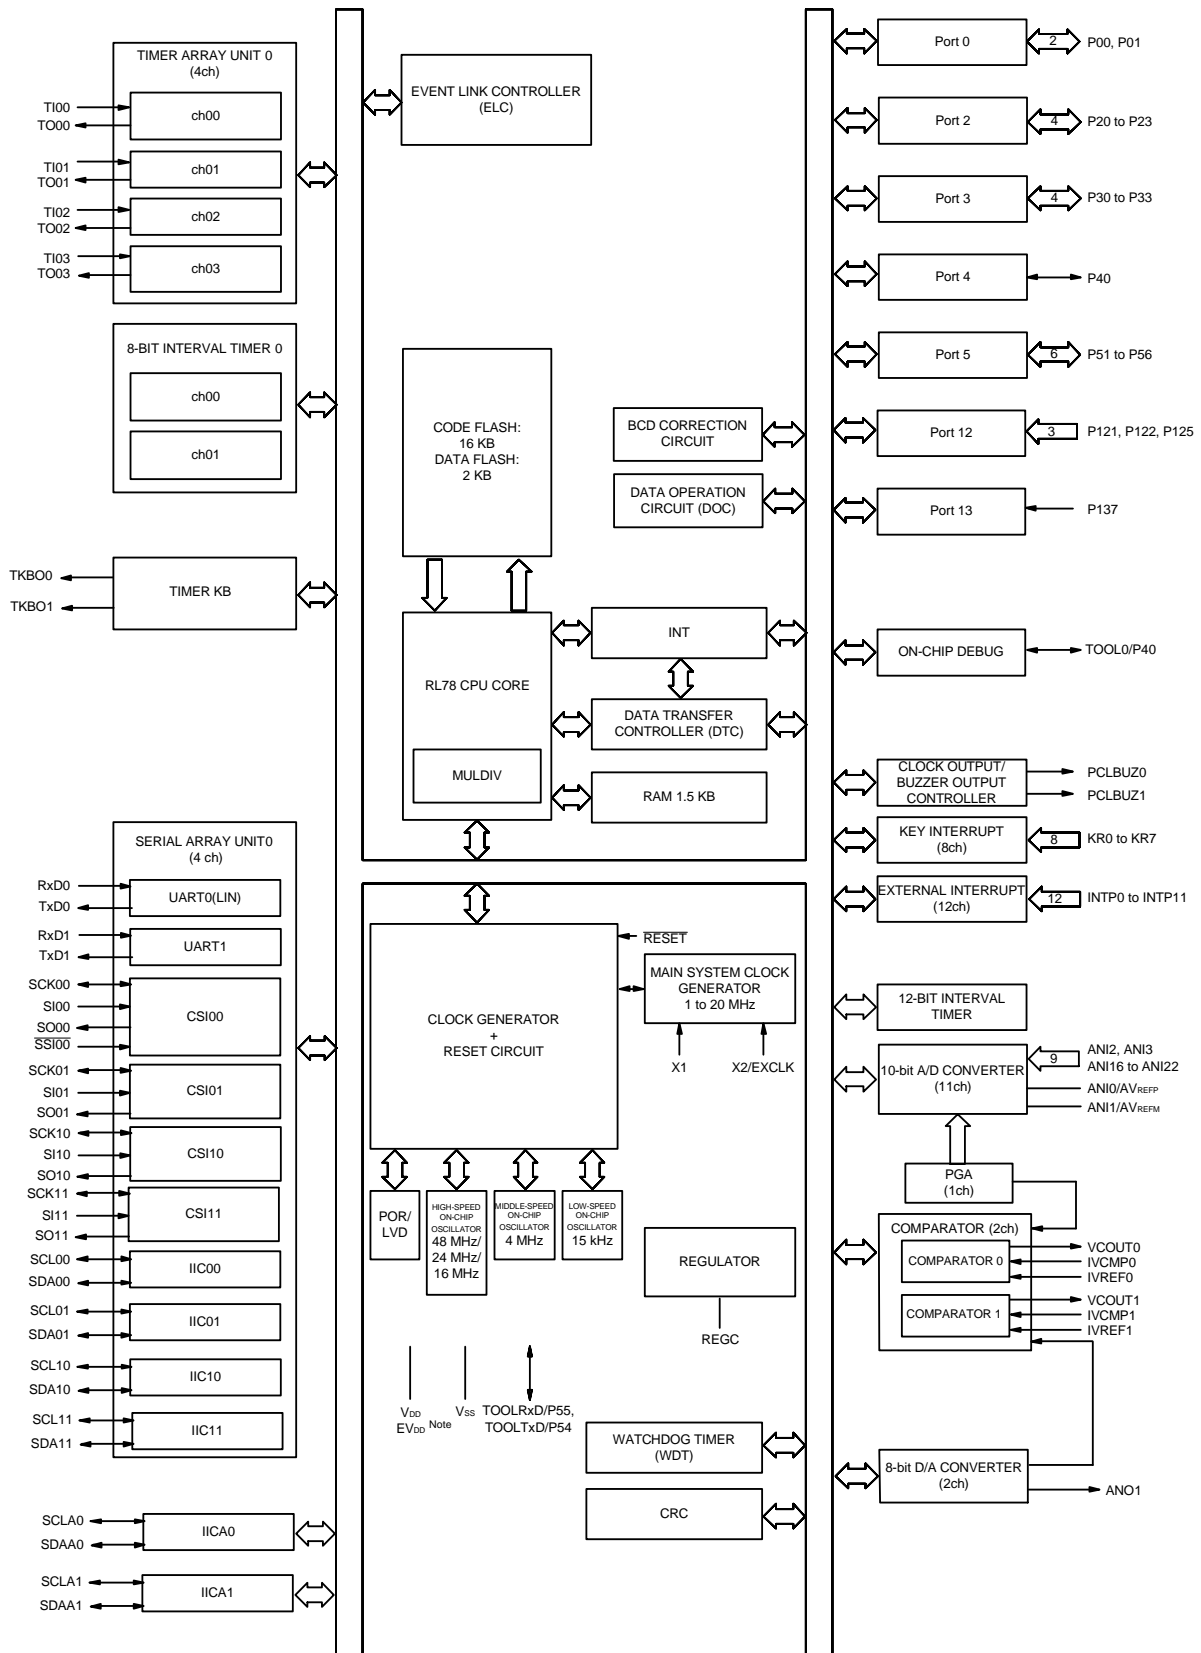 TIMER ARRAY UNIT 0
(4ch)
TI00
TO00
ch00
TI01
TO01
ch01
TI02
TO02
ch02
TI03
TO03
ch03
8-BIT INTERVAL TIMER 0
ch00
ch01
TKBO0
TKBO1
TIMER KB
SERIAL ARRAY UNIT0
(4 ch)
RxD0
TxD0
UART0(LIN)
RxD1
TxD1
UART1
SCK00
SI00
SO00
SSI00
CSI00
SCK01
SI01
SO01
CSI01
SCK10
SI10
SO10
CSI10
SCK11
SI11
SO11
CSI11
SCL00
SDA00
IIC00
SCL01
SDA01
IIC01
SCL10
SDA10
IIC10
SCL11
SDA11
IIC11
SCLA0
SDAA0
IICA0
SCLA1
SDAA1
IICA1
EVENT LINK CONTROLLER
(ELC)
CODE FLASH:
16 KB
DATA FLASH:
2 KB
BCD CORRECTION
CIRCUIT
DATA OPERATION
CIRCUIT (DOC)
RL78 CPU CORE
MULDIV
INT
DATA TRANSFER
CONTROLLER (DTC)
RAM 1.5 KB
CLOCK GENERATOR
+
RESET CIRCUIT
RESET
MAIN SYSTEM CLOCK
GENERATOR
1 to 20 MHz
X1
X2/EXCLK
POR/
LVD
HIGH-SPEED
ON-CHIP
OSCILLATOR
48 MHz/
24 MHz/
16 MHz
MIDDLE-SPEED
ON-CHIP
OSCILLATOR
4 MHz
LOW-SPEED
ON-CHIP
OSCILLATOR
15 kHz
REGULATOR
REGC
VDD
EVDD Note
VSS
TOOLRxD/P55,
TOOLTxD/P54
WATCHDOG TIMER
(WDT)
CRC
Port 0
2
P00, P01
Port 2
4
P20 to P23
Port 3
4
P30 to P33
Port 4
P40
Port 5
6
P51 to P56
Port 12
3
P121, P122, P125
Port 13
P137
ON-CHIP DEBUG
TOOL0/P40
CLOCK OUTPUT/
BUZZER OUTPUT
CONTROLLER
PCLBUZ0
PCLBUZ1
KEY INTERRUPT
(8ch)
8
KR0 to KR7
EXTERNAL INTERRUPT
(12ch)
12
INTP0 to INTP11
12-BIT INTERVAL
TIMER
10-bit A/D CONVERTER
(11ch)
9
ANI2, ANI3
ANI16 to ANI22
ANI0/AVREFP
ANI1/AVREFM
PGA
(1ch)
COMPARATOR (2ch)
COMPARATOR 0
VCOUT0
IVCMP0
IVREF0
COMPARATOR 1
VCOUT1
IVCMP1
IVREF1
8-bit D/A CONVERTER
(2ch)
ANO1